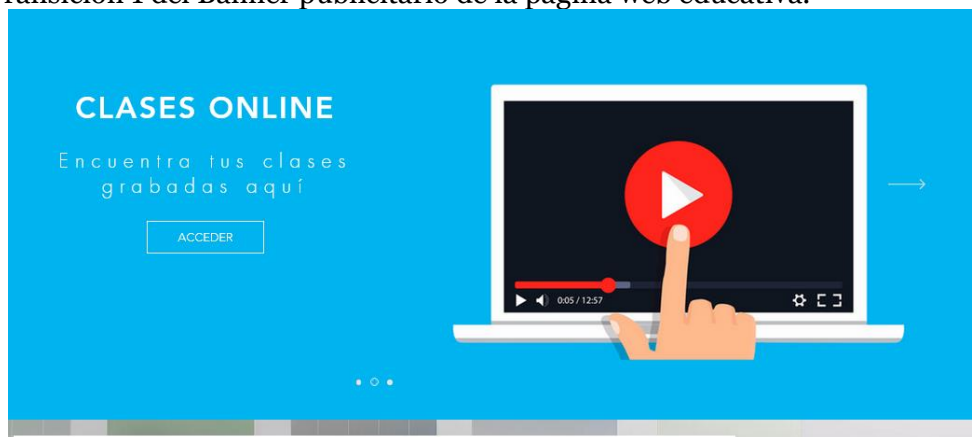 ransición 1 del Banner publicitario de la página web educativa.
CLASES ONLINE
Encuentra tus clases
grabadas aquí
ACCEDER
0:05 / 12:57